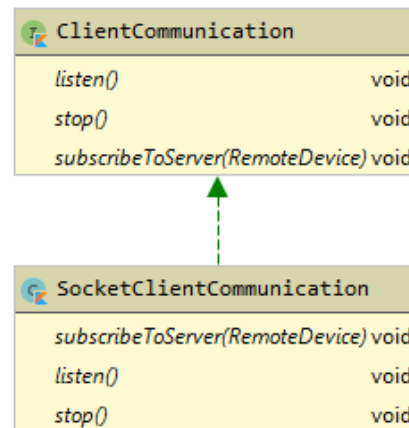 ClientCommunication
listen() void
stop() void
subscribeToServer(RemoteDevice) void
SocketClientCommunication
subscribeToServer(RemoteDevice) void
listen() void
stop() void